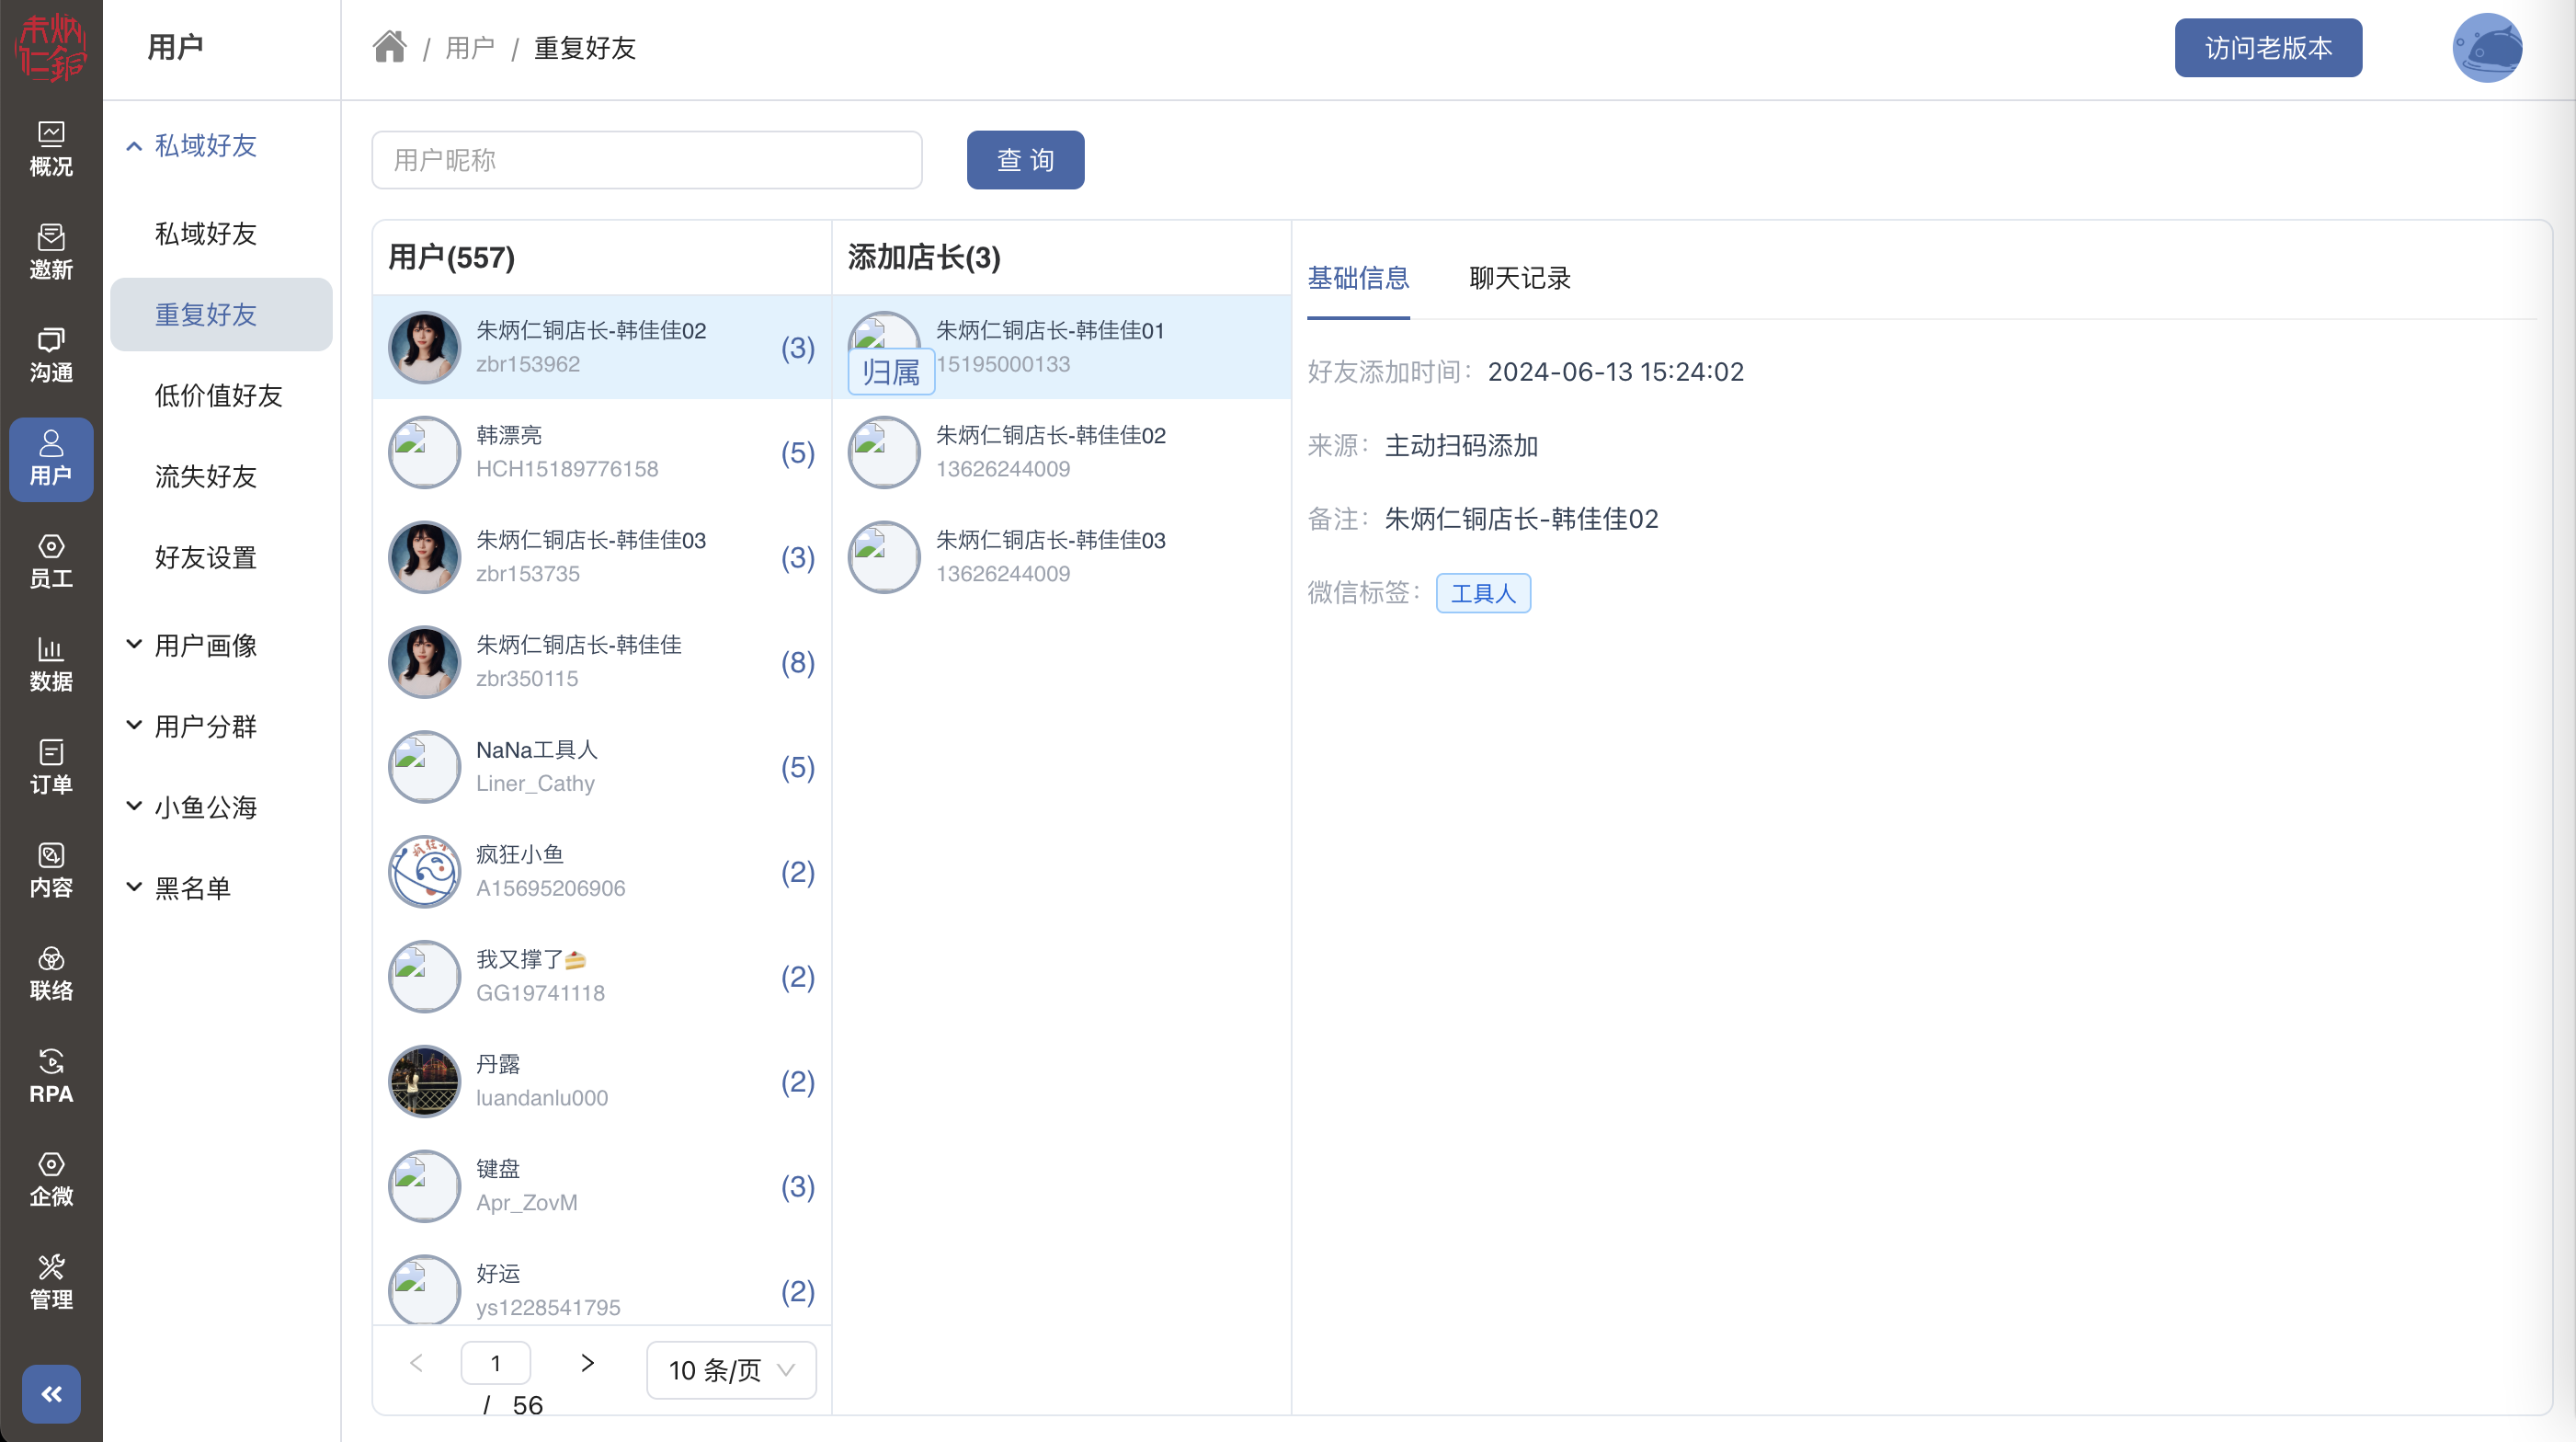 朱炳仁銅
概况
邀新
沟通
用户
员工
数据
订单
内容
联络
RPA
企微
管理
用户
私域好友
私域好友
重复好友
低价值好友
流失好友
好友设置
用户画像
用户分群
小鱼公海
黑名单
/ 用户 / 重复好友
访问老版本
用户昵称
查 询
用户(557)
朱炳仁铜店长-韩佳佳02
(3)
zbr153962
韩漂亮
(5)
HCH15189776158
朱炳仁铜店长-韩佳佳03
(3)
zbr153735
朱炳仁铜店长-韩佳佳
(8)
zbr350115
NaNa工具人
(5)
Liner_Cathy
疯狂小鱼
(2)
A15695206906
我又撑了🍰
(2)
GG19741118
丹露
(2)
luandanlu000
键盘
(3)
Apr_ZovM
好运
(2)
ys1228541795
1
/ 56
10 条/页
添加店长(3)
朱炳仁铜店长-韩佳佳01
15195000133
归属
朱炳仁铜店长-韩佳佳02
13626244009
朱炳仁铜店长-韩佳佳03
13626244009
基础信息 聊天记录
好友添加时间： 2024-06-13 15:24:02
来源： 主动扫码添加
备注： 朱炳仁铜店长-韩佳佳02
微信标签： 工具人